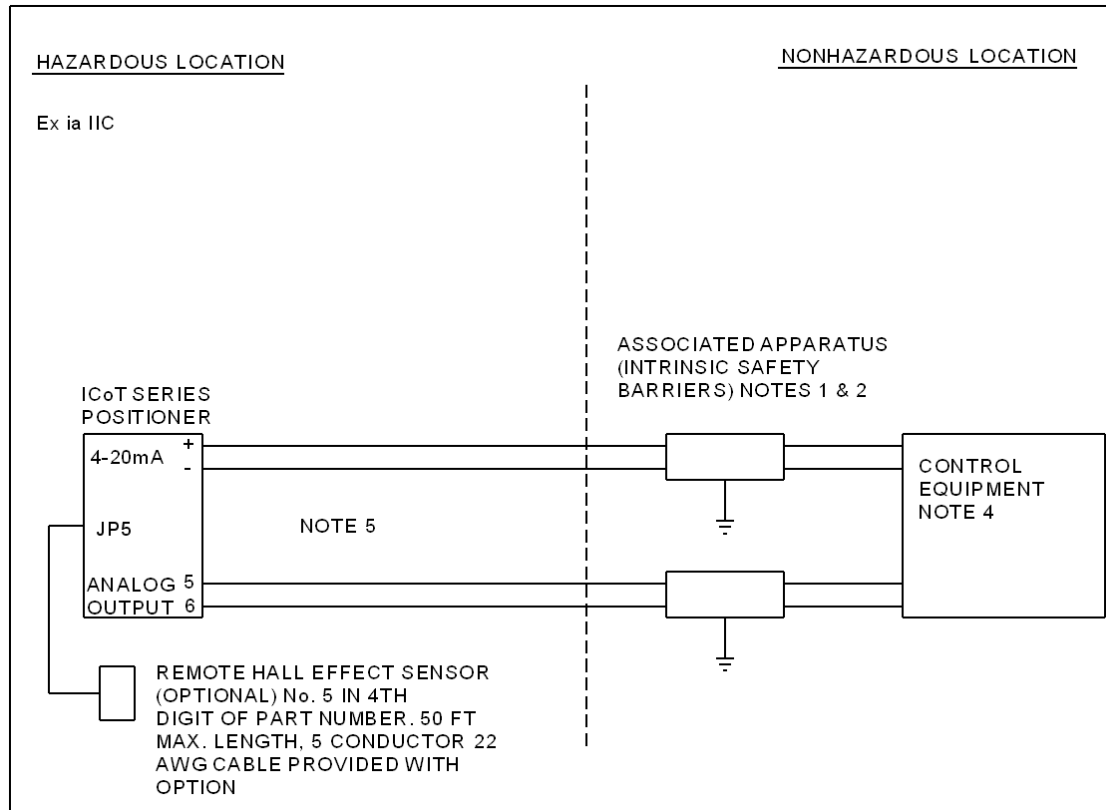 HAZARDOUS LOCATION
NONHAZARDOUS LOCATION
Ex ia IIC
ASSOCIATED APPARATUS
(INTRINSIC SAFETY
BARRIERS) NOTES 1 & 2
ICoT SERIES
POSITIONER
4-20mA
+
-
JP5
ANALOG 5
OUTPUT 6
NOTE 5
CONTROL
EQUIPMENT
NOTE 4
REMOTE HALL EFFECT SENSOR
(OPTIONAL) No. 5 IN 4TH
DIGIT OF PART NUMBER. 50 FT
MAX. LENGTH, 5 CONDUCTOR 22
AWG CABLE PROVIDED WITH
OPTION